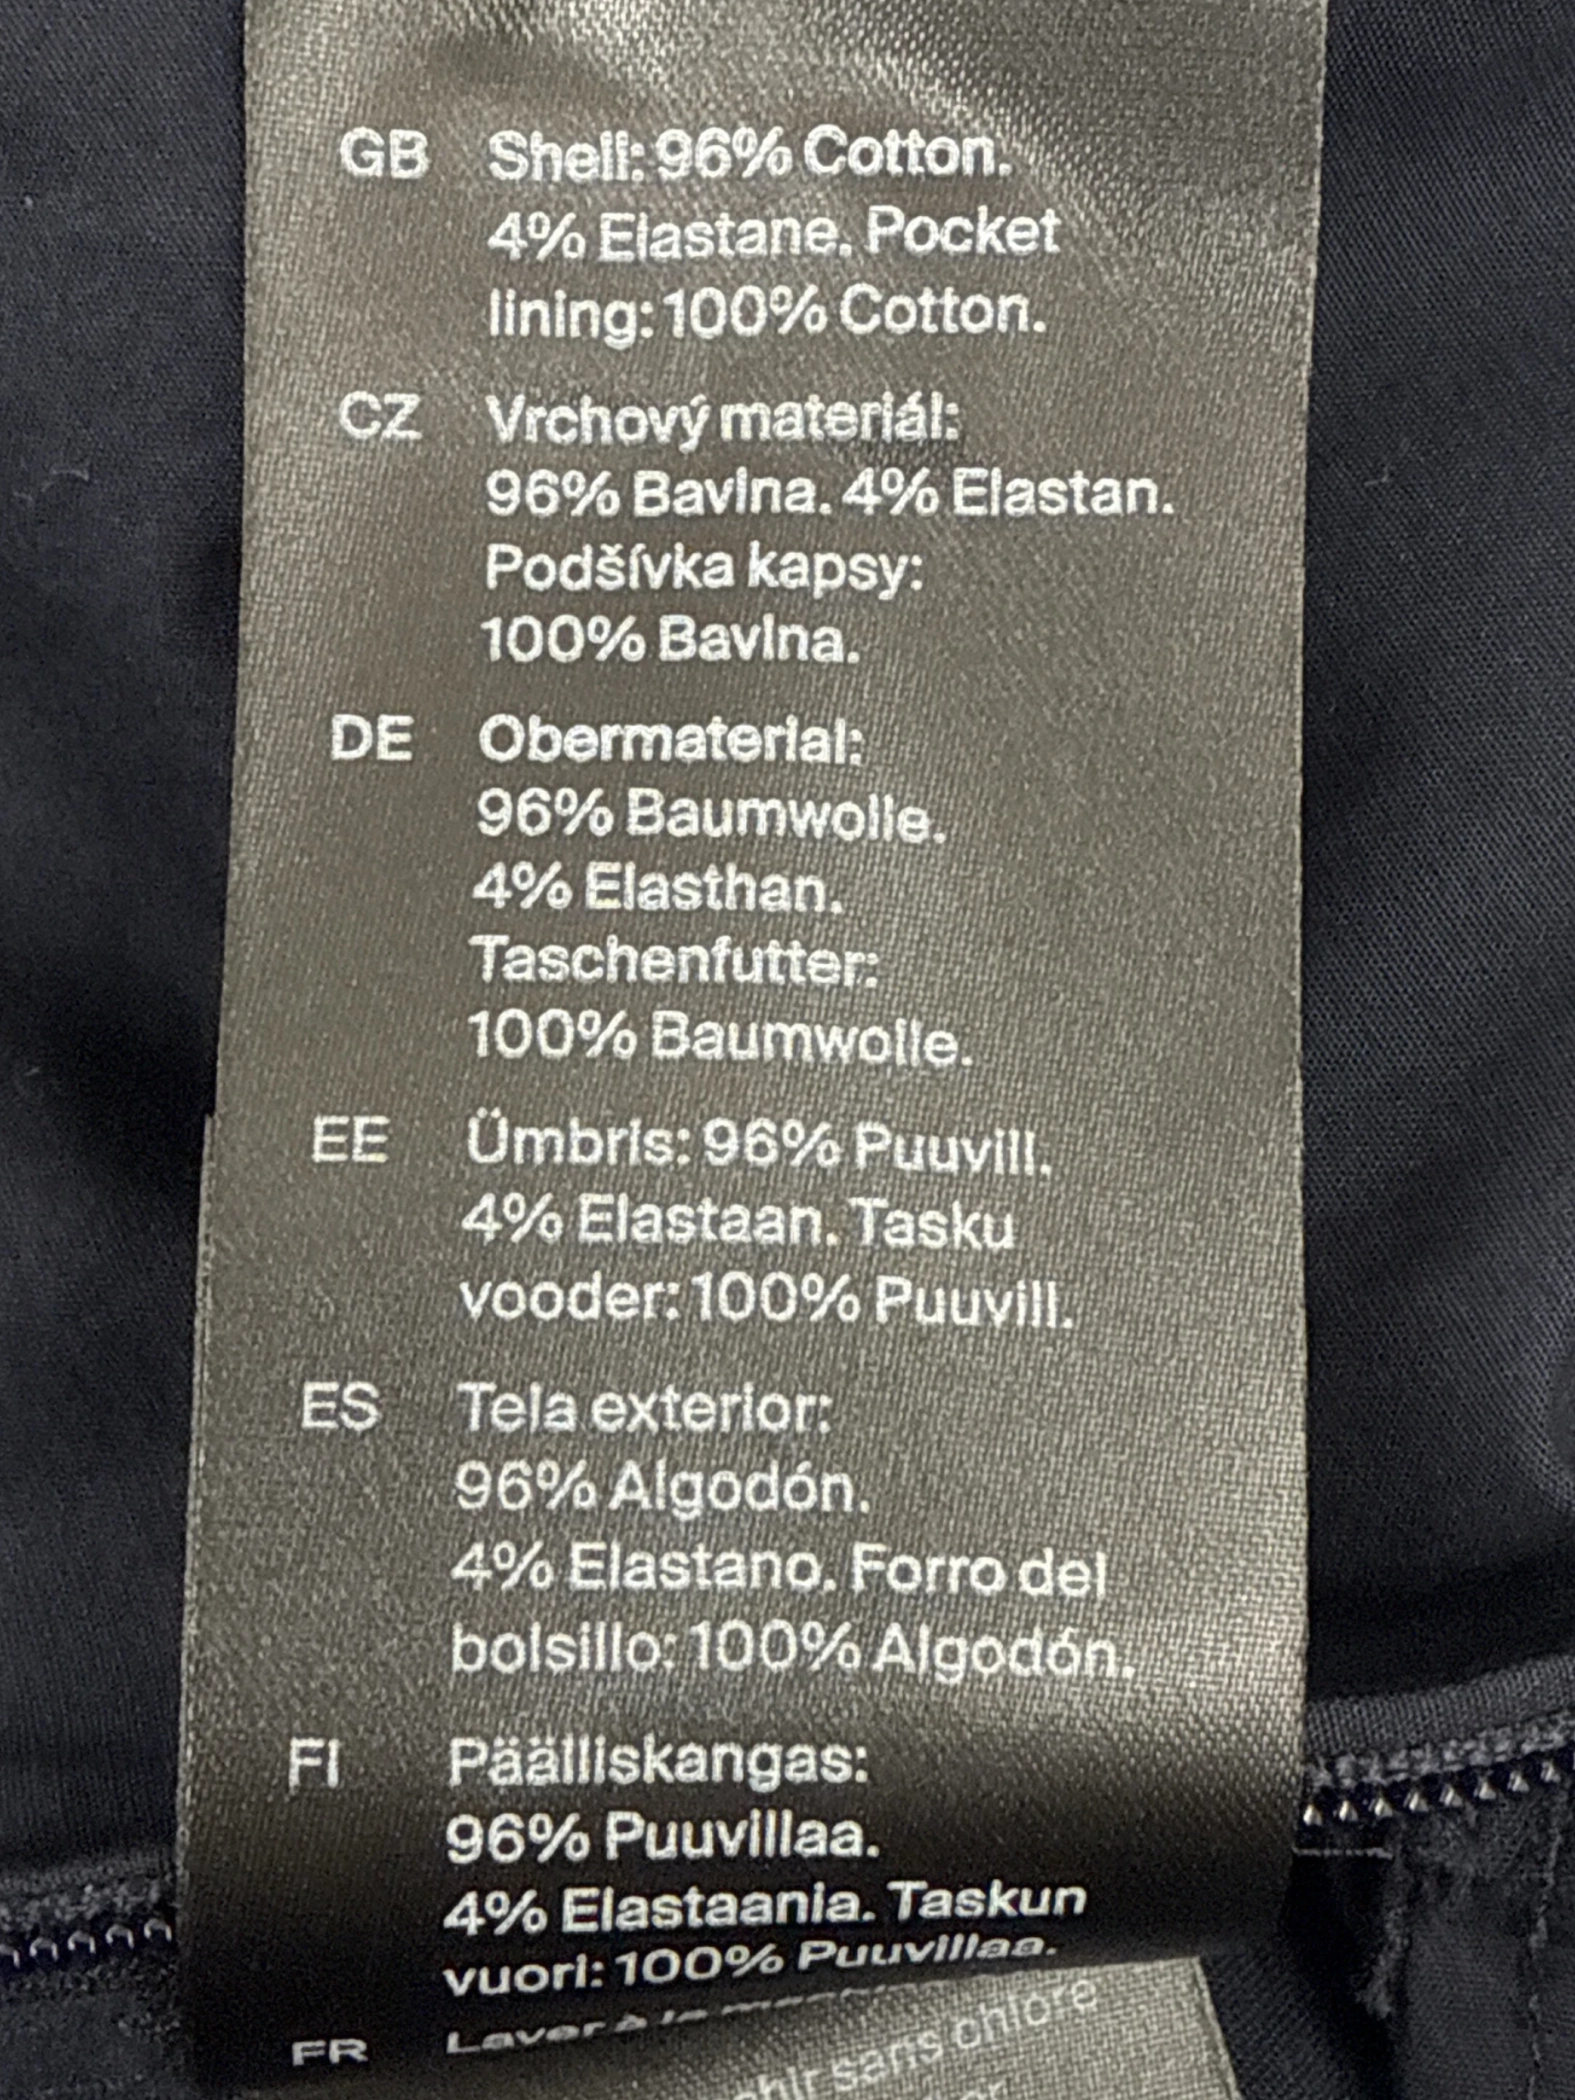 GB Shell: 96% Cotton.
4% Elastane. Pocket
lining: 100% Cotton.
CZ Vrchový materiál:
96% Bavlna. 4% Elastan.
Podšívka kapsy:
100% Bavlna.
DE Obermaterial:
96% Baumwolle.
4% Elasthan.
Taschenfutter:
100% Baumwolle.
EE Ümbris: 96% Puuvill.
4% Elastaan. Tasku
vooder: 100% Puuvill.
ES Tela exterior:
96% Algodón.
4% Elastano. Forro del
bolsillo: 100% Algodón.
FI Päälliskangas:
96% Puuvillaa.
4% Elastaania. Taskun
vuori: 100% Puuvillaa.
FR Laver à la
sans chlore